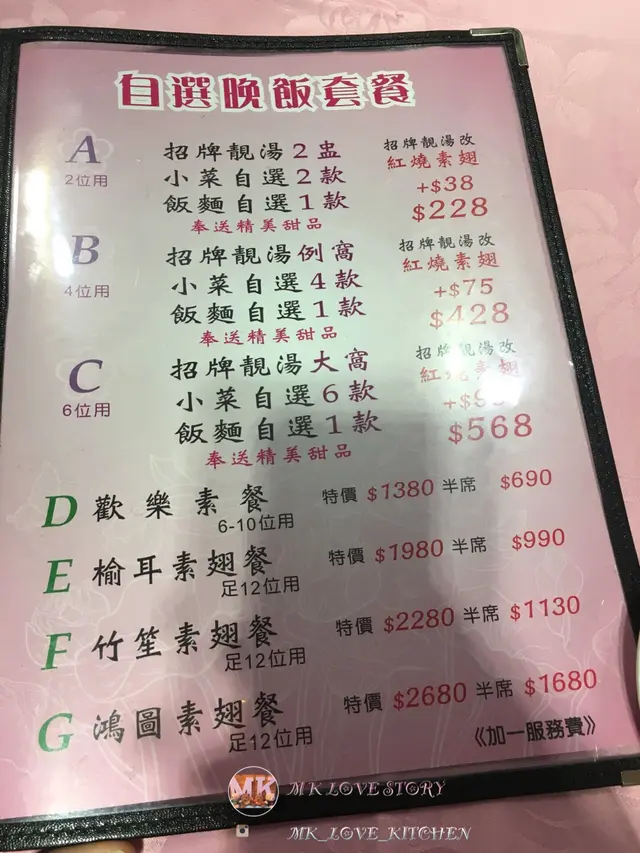 自選晚飯套餐
A 招牌靚湯2盅 招牌靚湯改
2位用 小菜自選2款 紅燒素翅
飯麵自選1款 +$38
奉送精美甜品 $228
B 招牌靚湯例窩 招牌靚湯改
4位用 小菜自選4款 紅燒素翅
飯麵自選1款 +$75
奉送精美甜品 $428
C 招牌靚湯大窩 招牌靚湯改
6位用 小菜自選6款 紅燒素翅
飯麵自選1款
奉送精美甜品 $568
D 歡樂素餐 特價 $1380 半席 $690
6-10位用
E 榆耳素翅餐 特價 $1980 半席 $990
足12位用
F 竹笙素翅餐 特價 $2280 半席 $1130
足12位用
G 鴻圖素翅餐 特價 $2680 半席 $1680
足12位用
《加一服務費》
MK MK LOVE STORY
MK_LOVE_KITCHEN